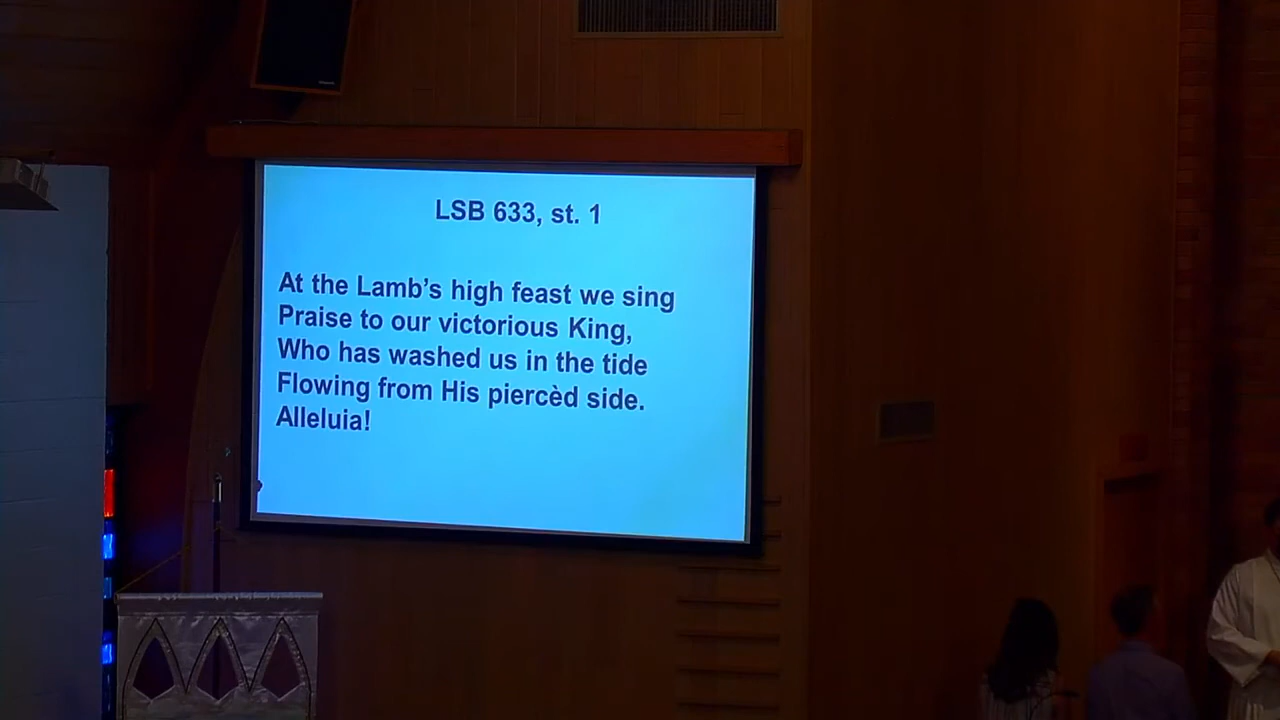 LSB 633, st. 1
At the Lamb's high feast we sing
Praise to our victorious King,
Who has washed us in the tide
Flowing from His piercèd side.
Alleluia!